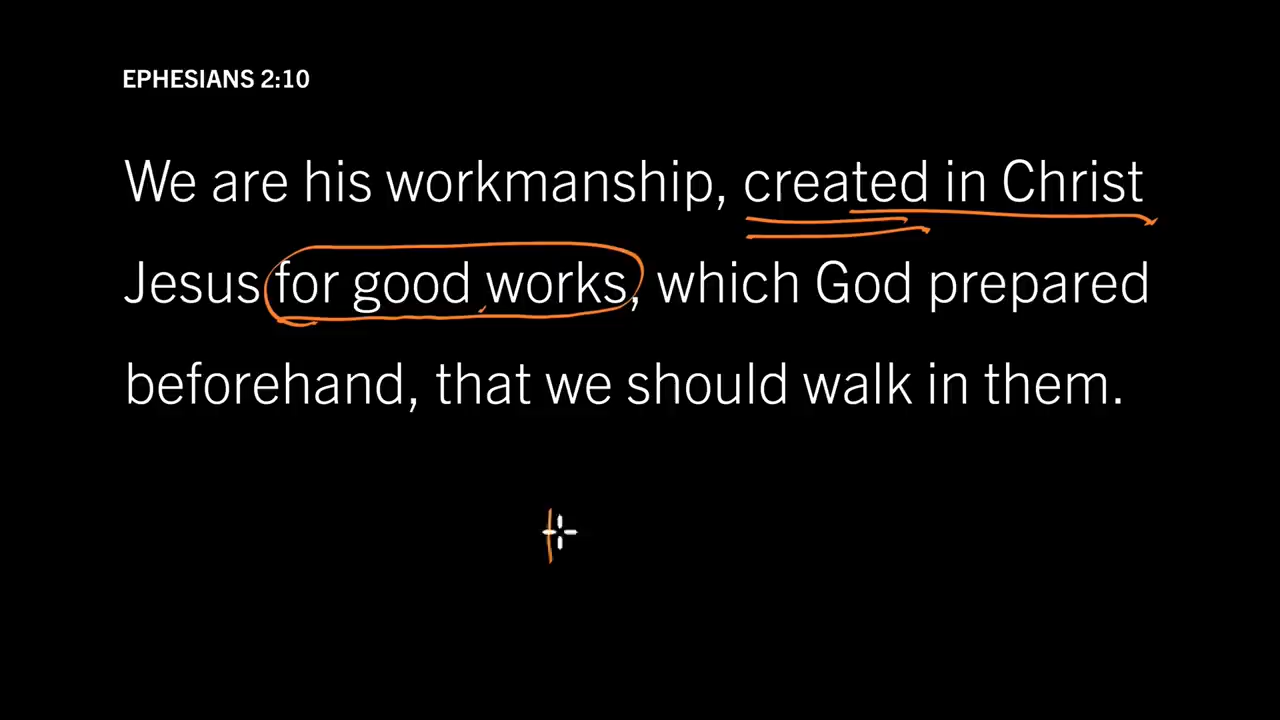 EPHESIANS 2:10
We are his workmanship, created in Christ
Jesus for good works, which God prepared
beforehand, that we should walk in them.